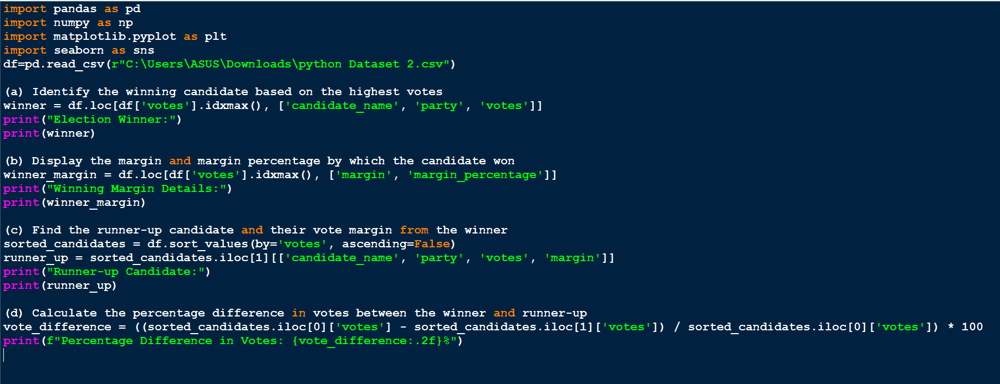 import pandas as pd
import numpy as np
import matplotlib.pyplot as plt
import seaborn as sns
df=pd.read_csv(r"C:\Users\ASUS\Downloads\python Dataset 2.csv")

(a) Identify the winning candidate based on the highest votes
winner = df.loc[df['votes'].idxmax(), ['candidate_name', 'party', 'votes']]
print("Election Winner:")
print(winner)

(b) Display the margin and margin percentage by which the candidate won
winner_margin = df.loc[df['votes'].idxmax(), ['margin', 'margin_percentage']]
print("Winning Margin Details:")
print(winner_margin)

(c) Find the runner-up candidate and their vote margin from the winner
sorted_candidates = df.sort_values(by='votes', ascending=False)
runner_up = sorted_candidates.iloc[1][['candidate_name', 'party', 'votes', 'margin']]
print("Runner-up Candidate:")
print(runner_up)

(d) Calculate the percentage difference in votes between the winner and runner-up
vote_difference = ((sorted_candidates.iloc[0]['votes'] - sorted_candidates.iloc[1]['votes']) / sorted_candidates.iloc[0]['votes']) * 100
print(f"Percentage Difference in Votes: {vote_difference:.2f}%")